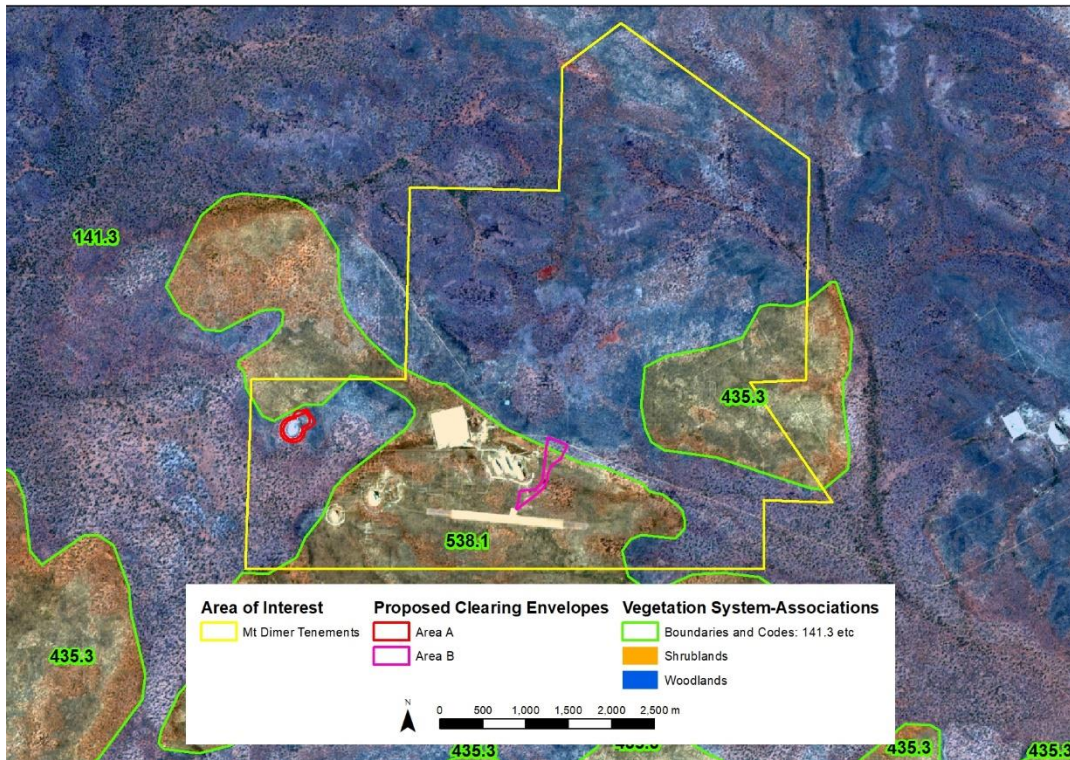 141.3
435.3
538.1
435.3
Area of Interest
Mt Dimer Tenements
Proposed Clearing Envelopes
Area A
Area B
Vegetation System-Associations
Boundaries and Codes: 141.3 etc
Shrublands
Woodlands
N
0 500 1,000 1,500 2,000 2,500 m
435.3
435.3
435.3
435.3